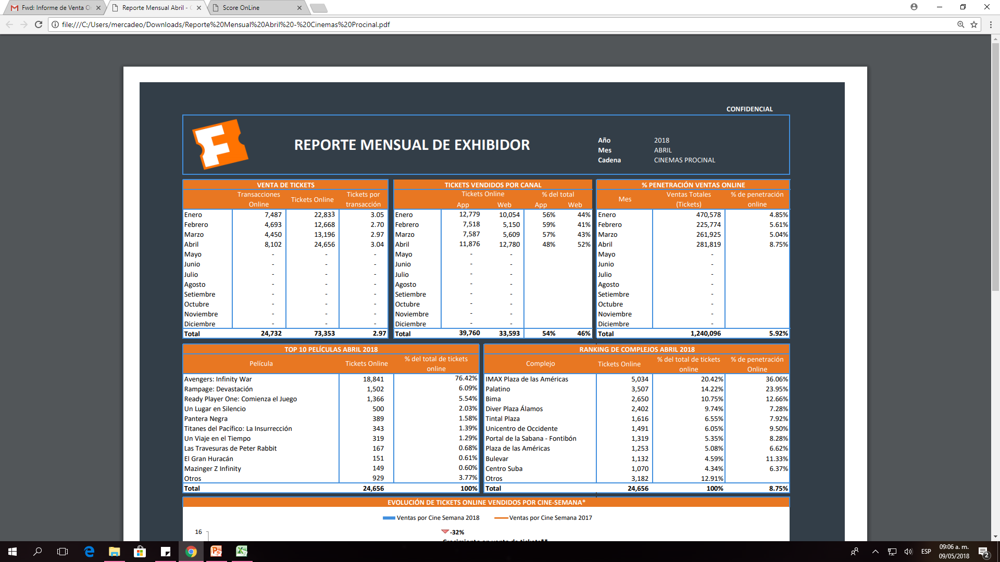 Fwd: Informe de Venta O
Reporte Mensual Abril - C
Score OnLine
file:///C:/Users/mercadeo/Downloads/Reporte%20Mensual%20Abril%20-%20Cinemas%20Procinal.pdf
CONFIDENCIAL
F
REPORTE MENSUAL DE EXHIBIDOR
Año 2018
Mes ABRIL
Cadena CINEMAS PROCINAL
VENTA DE TICKETS
Transacciones Online Tickets Online Tickets por transacción
Enero 7,487 22,833 3.05
Febrero 4,693 12,668 2.70
Marzo 4,450 13,196 2.97
Abril 8,102 24,656 3.04
Mayo - - -
Junio - - -
Julio - - -
Agosto - - -
Setiembre - - -
Octubre - - -
Noviembre - - -
Diciembre - - -
Total 24,732 73,353 2.97
TICKETS VENDIDOS POR CANAL
Tickets Online % del total
App Web App Web
Enero 12,779 10,054 56% 44%
Febrero 7,518 5,150 59% 41%
Marzo 7,587 5,609 57% 43%
Abril 11,876 12,780 48% 52%
Mayo - -
Junio - -
Julio - -
Agosto - -
Setiembre - -
Octubre - -
Noviembre - -
Diciembre - -
Total 39,760 33,593 54% 46%
% PENETRACIÓN VENTAS ONLINE
Mes Ventas Totales (Tickets) % de penetración online
Enero 470,578 4.85%
Febrero 225,774 5.61%
Marzo 261,925 5.04%
Abril 281,819 8.75%
Mayo -
Junio -
Julio -
Agosto -
Setiembre -
Octubre -
Noviembre -
Diciembre -
Total 1,240,096 5.92%
TOP 10 PELÍCULAS ABRIL 2018
Película Tickets Online % del total de tickets online
Avengers: Infinity War 18,841 76.42%
Rampage: Devastación 1,502 6.09%
Ready Player One: Comienza el Juego 1,366 5.54%
Un Lugar en Silencio 500 2.03%
Pantera Negra 389 1.58%
Titanes del Pacífico: La Insurrección 343 1.39%
Un Viaje en el Tiempo 319 1.29%
Las Travesuras de Peter Rabbit 167 0.68%
El Gran Huracán 151 0.61%
Mazinger Z Infinity 149 0.60%
Otros 929 3.77%
Total 24,656 100%
RANKING DE COMPLEJOS ABRIL 2018
Complejo Tickets Online % del total de tickets online % de penetración Online
IMAX Plaza de las Américas 5,034 20.42% 36.06%
Palatino 3,507 14.22% 23.95%
Bima 2,650 10.75% 12.66%
Diver Plaza Álamos 2,402 9.74% 7.28%
Tintal Plaza 1,616 6.55% 7.92%
Unicentro de Occidente 1,491 6.05% 9.50%
Portal de la Sabana - Fontibón 1,319 5.35% 8.28%
Plaza de las Américas 1,253 5.08% 6.62%
Bulevar 1,132 4.59% 11.33%
Centro Suba 1,070 4.34% 6.37%
Otros 3,182 12.91%
Total 24,656 100% 8.75%
EVOLUCIÓN DE TICKETS ONLINE VENDIDOS POR CINE-SEMANA*
Ventas por Cine Semana 2018 Ventas por Cine Semana 2017
16
-32%
Crecimiento en venta de tickets**
ESP
09:06 a. m.
09/05/2018
2